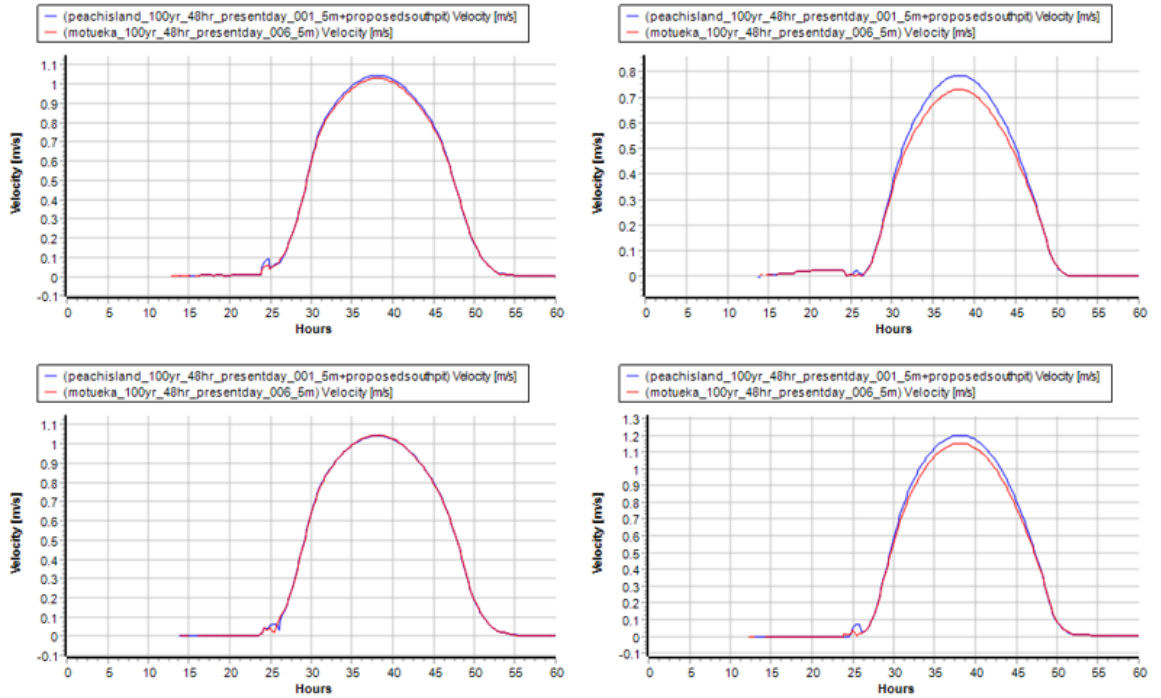 (peachisland_100yr_48hr_presentday_001_5m+proposedsouthpit) Velocity [m/s]
(motueka_100yr_48hr_presentday_006_5m) Velocity [m/s]
Velocity [m/s]
1.1
1
0.9
0.8
0.7
0.6
0.5
0.4
0.3
0.2
0.1
0
-0.1
0 5 10 15 20 25 30 35 40 45 50 55 60
Hours
(peachisland_100yr_48hr_presentday_001_5m+proposedsouthpit) Velocity [m/s]
(motueka_100yr_48hr_presentday_006_5m) Velocity [m/s]
Velocity [m/s]
0.8
0.7
0.6
0.5
0.4
0.3
0.2
0.1
0
0 5 10 15 20 25 30 35 40 45 50 55 60
Hours
(peachisland_100yr_48hr_presentday_001_5m+proposedsouthpit) Velocity [m/s]
(motueka_100yr_48hr_presentday_006_5m) Velocity [m/s]
Velocity [m/s]
1.1
1
0.9
0.8
0.7
0.6
0.5
0.4
0.3
0.2
0.1
0
-0.1
0 5 10 15 20 25 30 35 40 45 50 55 60
Hours
(peachisland_100yr_48hr_presentday_001_5m+proposedsouthpit) Velocity [m/s]
(motueka_100yr_48hr_presentday_006_5m) Velocity [m/s]
Velocity [m/s]
1.3
1.2
1.1
1
0.9
0.8
0.7
0.6
0.5
0.4
0.3
0.2
0.1
0
-0.1
0 5 10 15 20 25 30 35 40 45 50 55 60
Hours